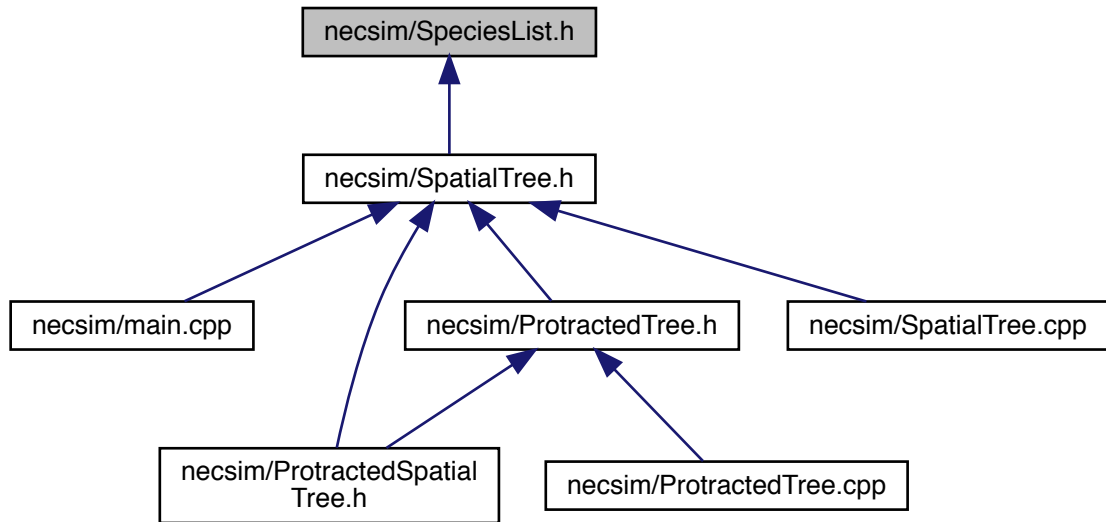 necsim/SpeciesList.h
necsim/SpatialTree.h
necsim/main.cpp
necsim/ProtractedTree.h
necsim/SpatialTree.cpp
necsim/ProtractedSpatial
Tree.h
necsim/ProtractedTree.cpp